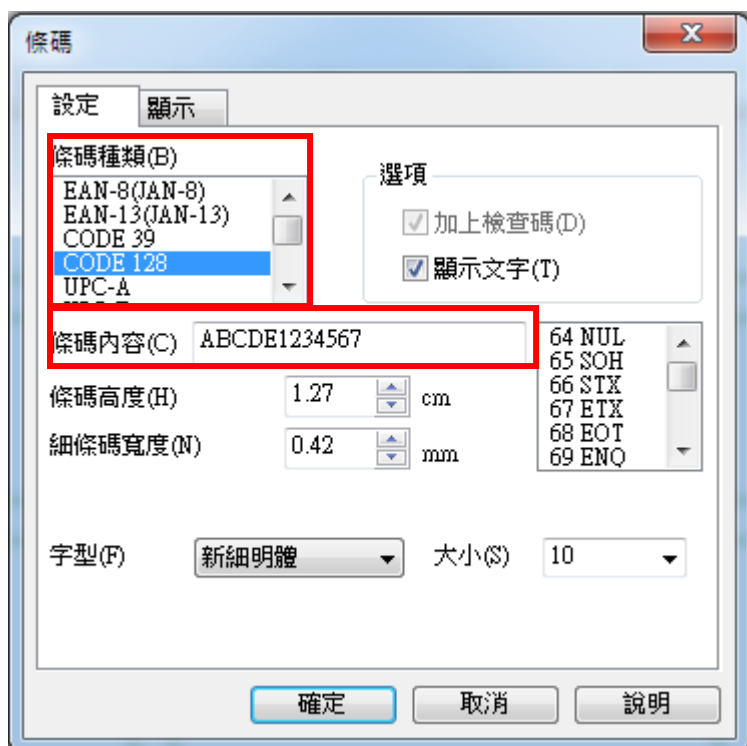 條碼
設定
顯示
條碼種類(B)
EAN-8(JAN-8)
EAN-13(JAN-13)
CODE 39
CODE 128
UPC-A
選項
加上檢查碼(D)
顯示文字(T)
條碼內容(C) ABCDE1234567
64 NUL
65 SOH
66 STX
67 ETX
68 EOT
69 ENQ
條碼高度(H) 1.27 cm
細條碼寬度(N) 0.42 mm
字型(F) 新細明體 大小(S) 10
確定 取消 說明